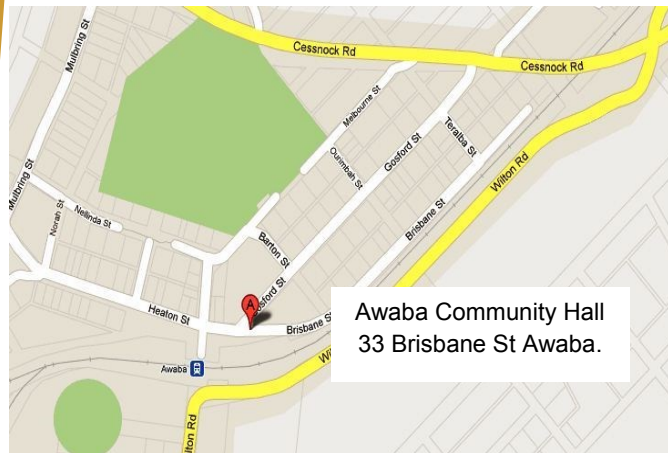 Cessnock Rd
Cessnock Rd
Mulbring St
Melbourne St
Gosford St
Teralba St
Ourimbah St
Wilton Rd
Mulbring St
Norah St
Nellinda St
Barton St
Brisbane St
Gosford St
A
Heaton St
Brisbane St
Awaba Community Hall
33 Brisbane St Awaba.
Awaba
Wil
lton Rd